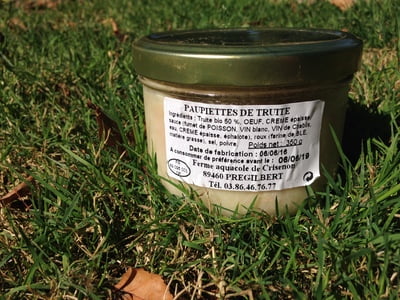 PAUPIETTES DE TRUITE
Ingrédients : Truite bio 50 %, OEUF, CREME épaisse,
sauce (fumet de POISSON, VIN blanc, VIN de Chablis,
eau, CREME épaisse, échalote), roux (farine de BLE,
matière grasse), sel, poivre. Poids net : 350 g
Date de fabrication : 06/06/16
A consommer de préférence avant le : 06/06/19
Ferme aquacole de Crisenon
89460 PREGILBERT
Tél. 03.86.46.76.77